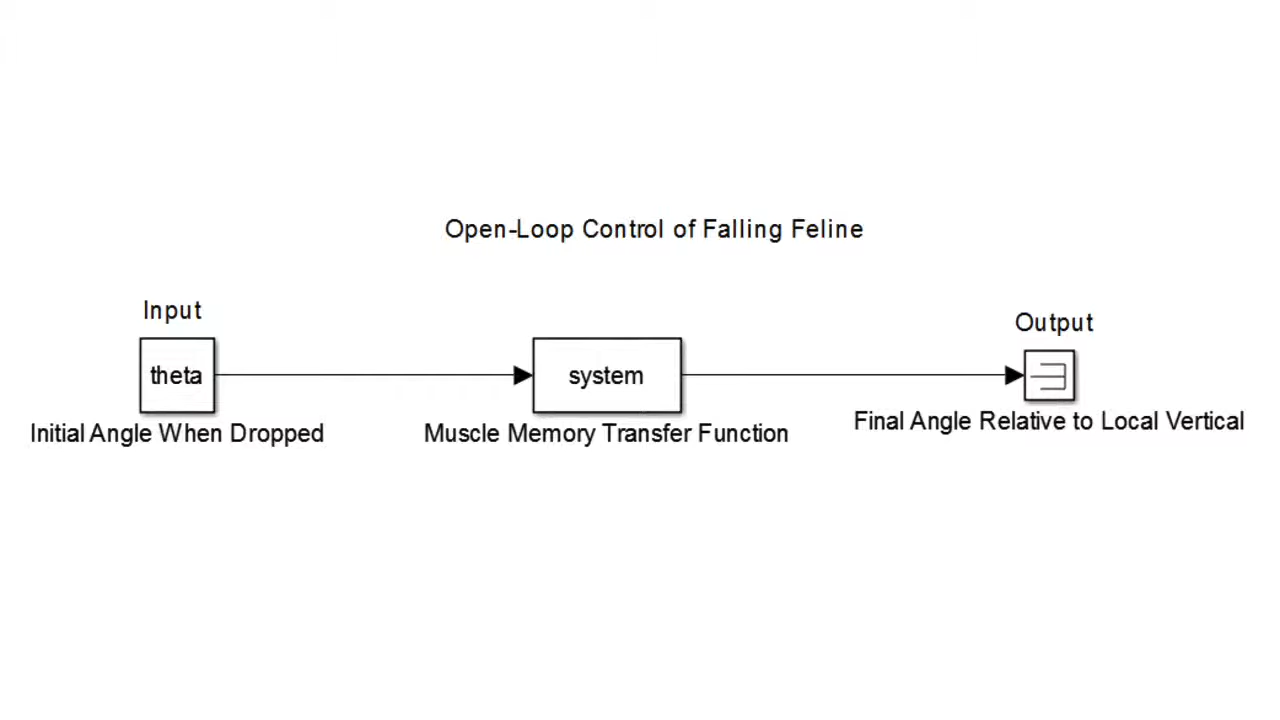 Open-Loop Control of Falling Feline
Input
theta
Initial Angle When Dropped
system
Muscle Memory Transfer Function
Output
Final Angle Relative to Local Vertical